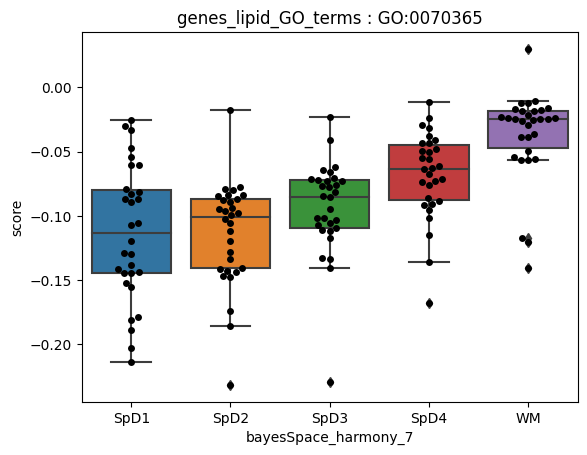 genes_lipid_GO_terms : GO:0070365
0.00
−0.05
−0.10
−0.15
−0.20
score
SpD1 SpD2 SpD3 SpD4 WM
bayesSpace_harmony_7